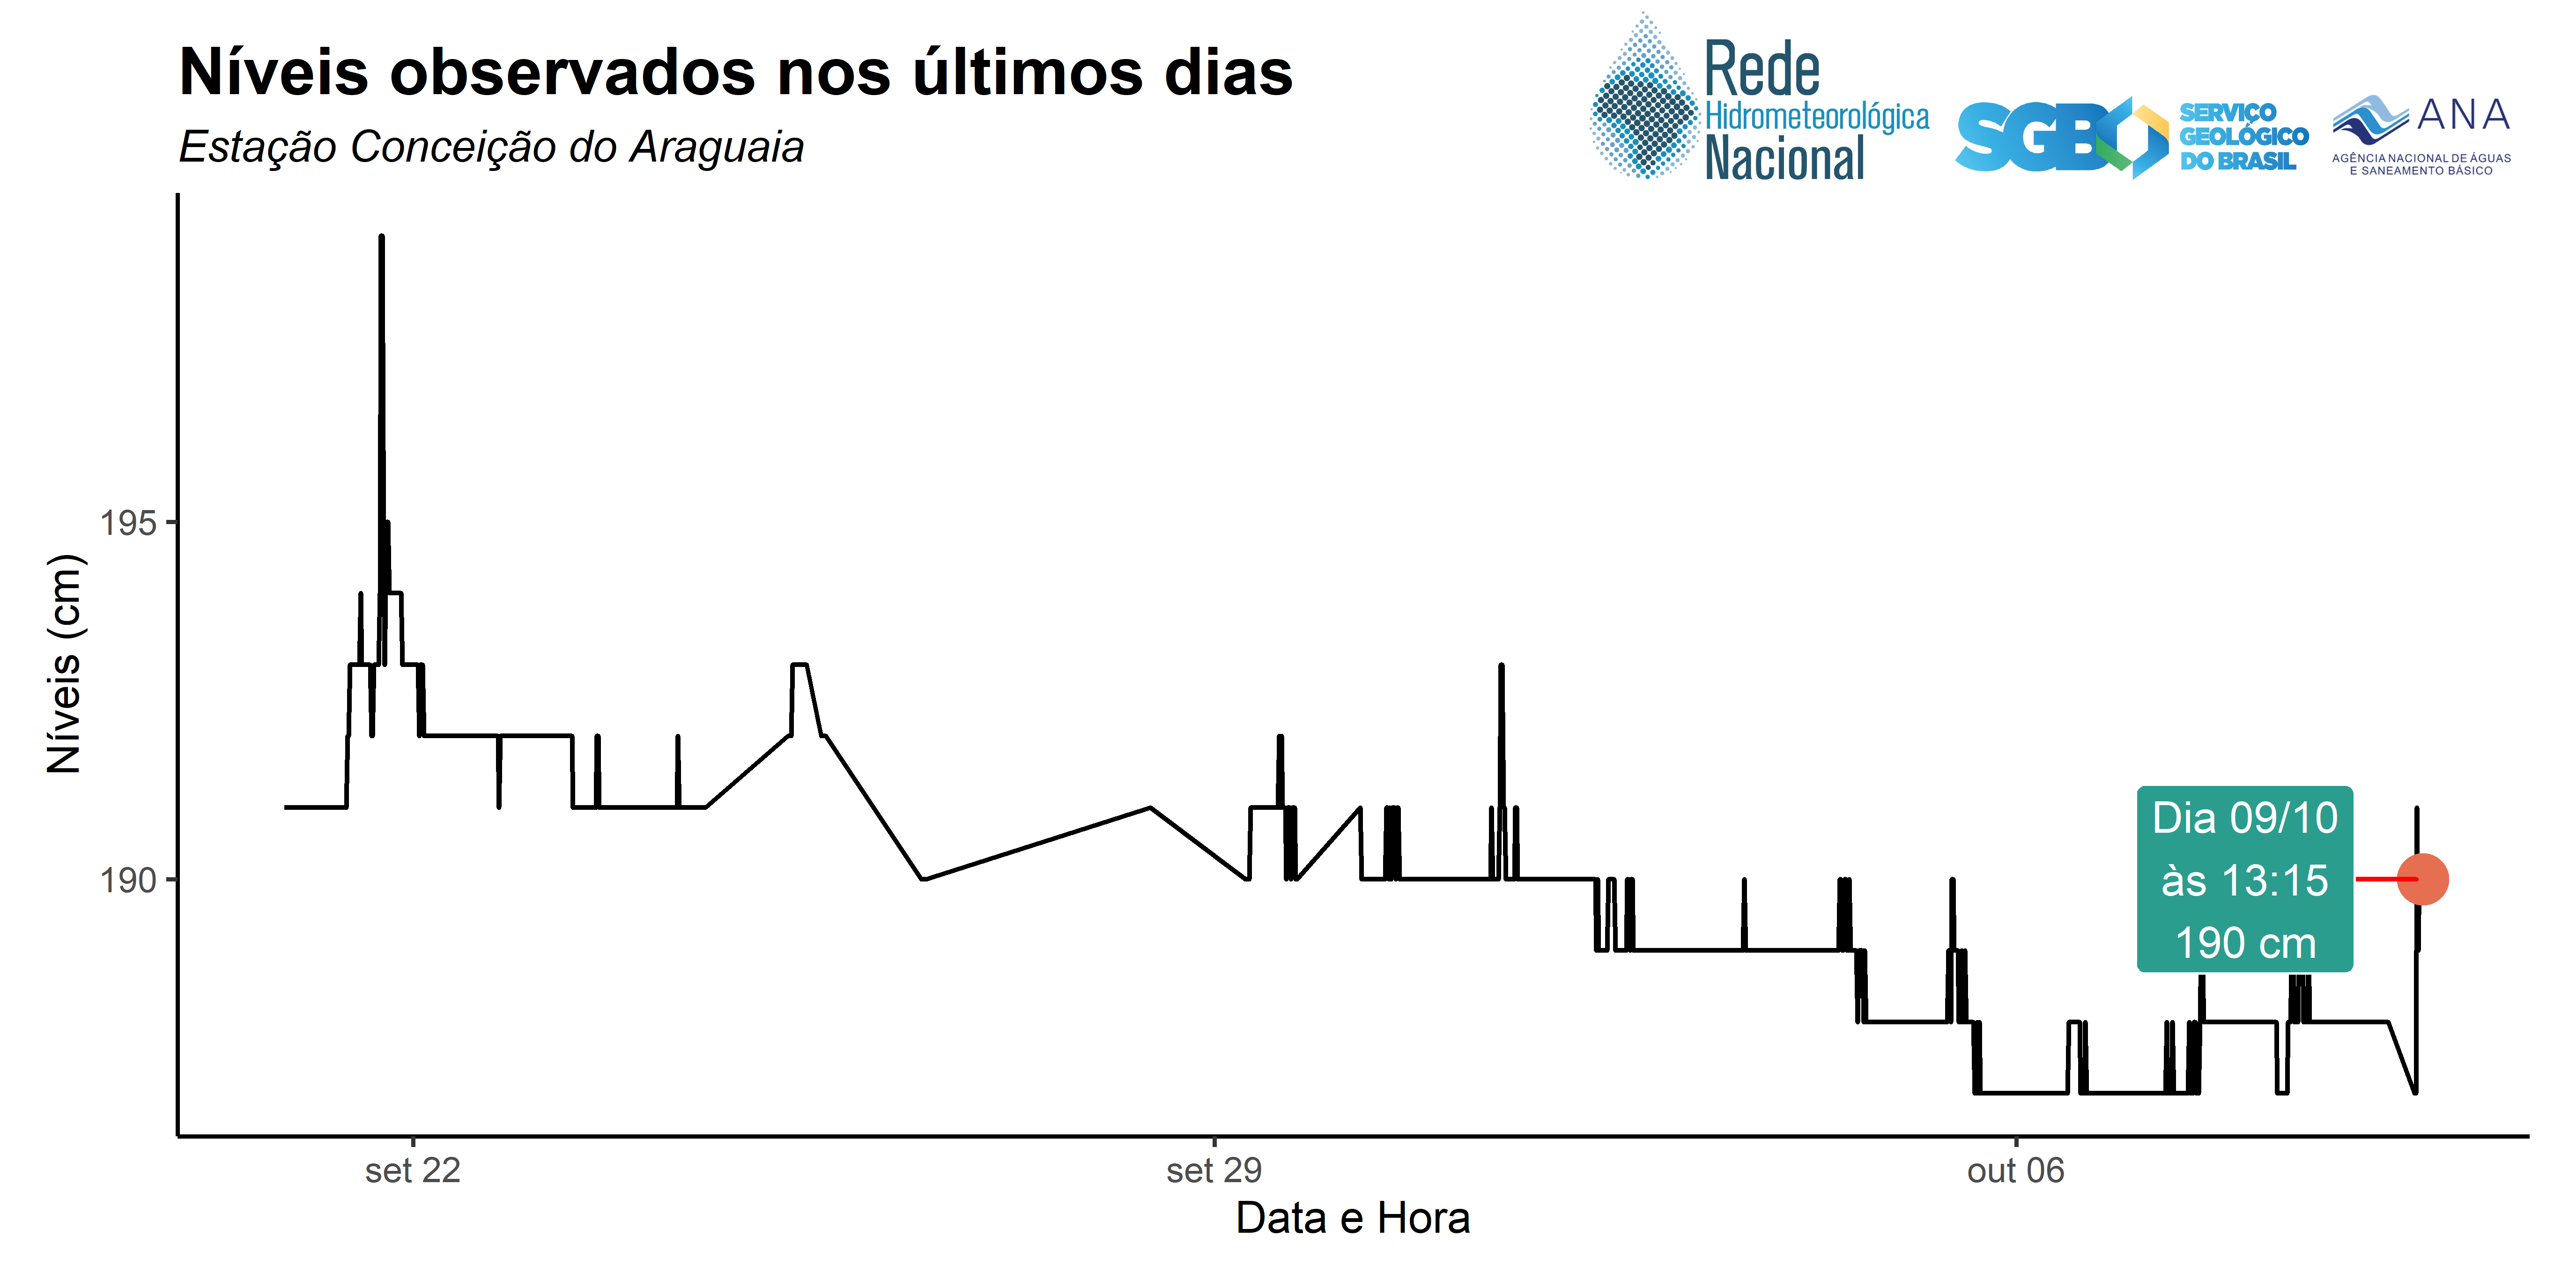 Níveis observados nos últimos dias
Estação Conceição do Araguaia
Rede
Hidrometeorológica
Nacional
SGB
SERVIÇO
GEOLÓGICO
DO BRASIL
ANA
AGÊNCIA NACIONAL DE ÁGUAS
E SANEAMENTO BÁSICO
Níveis (cm)
195
190
Dia 09/10
às 13:15
190 cm
set 22
set 29
out 06
Data e Hora